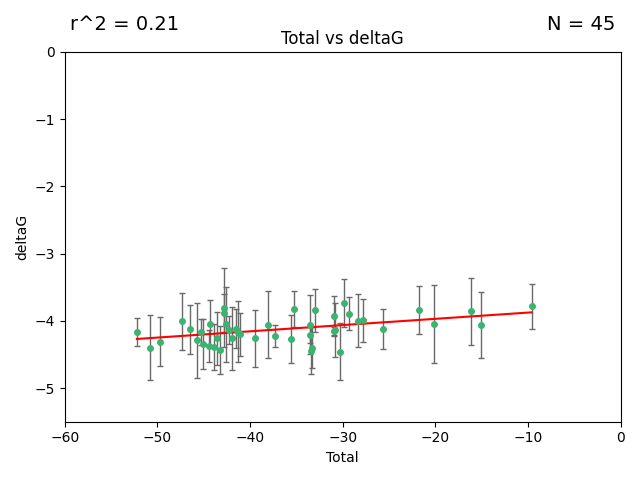 r^2 = 0.21
N = 45
Total vs deltaG
0
−1
−2
−3
−4
−5
deltaG
−60
−50
−40
−30
−20
−10
0
Total